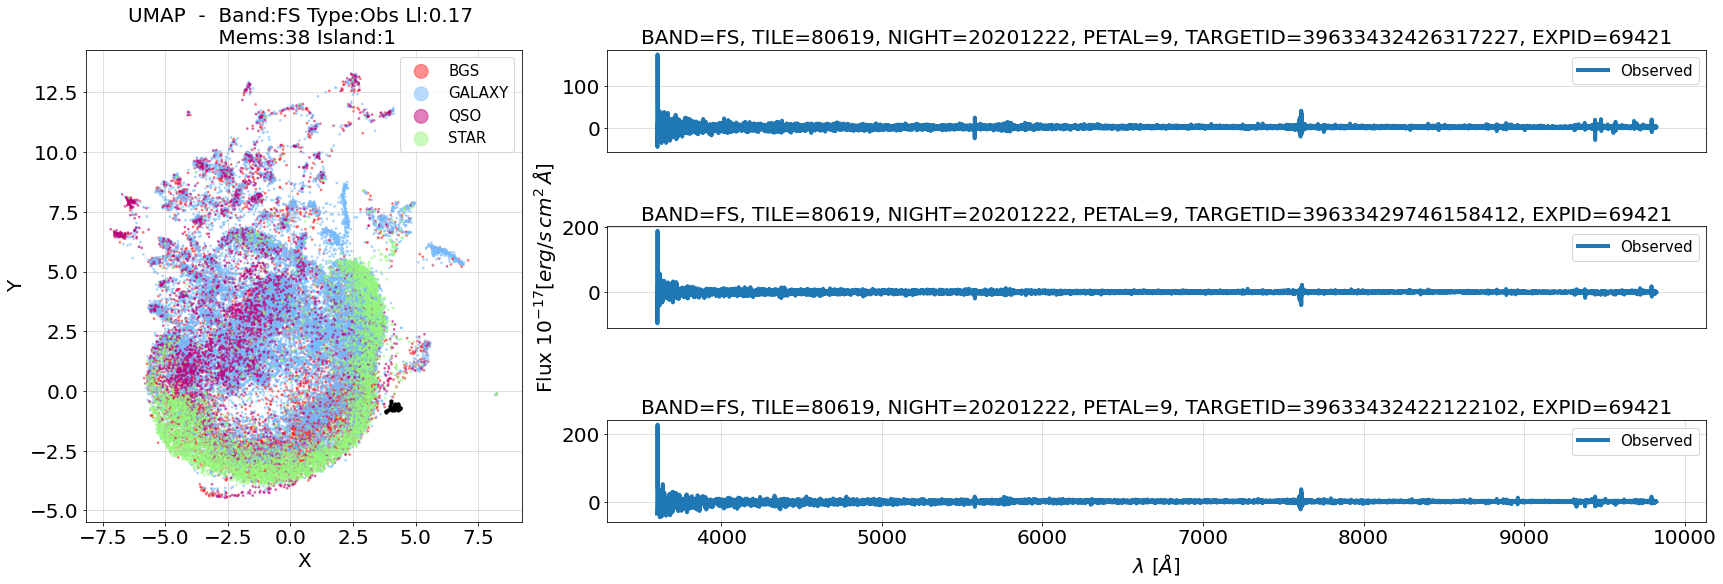 UMAP - Band:FS Type:Obs Ll:0.17
Mems:38 Island:1
BGS
GALAXY
QSO
STAR
12.5
10.0
7.5
5.0
2.5
0.0
−2.5
−5.0
Y
−7.5 −5.0 −2.5 0.0 2.5 5.0 7.5
X
BAND=FS, TILE=80619, NIGHT=20201222, PETAL=9, TARGETID=39633432426317227, EXPID=69421
Observed
100
0
BAND=FS, TILE=80619, NIGHT=20201222, PETAL=9, TARGETID=39633429746158412, EXPID=69421
Observed
200
0
Flux 10⁻¹⁷[erg/s cm² Å]
BAND=FS, TILE=80619, NIGHT=20201222, PETAL=9, TARGETID=39633432422122102, EXPID=69421
Observed
200
0
4000 5000 6000 7000 8000 9000 10000
λ [Å]